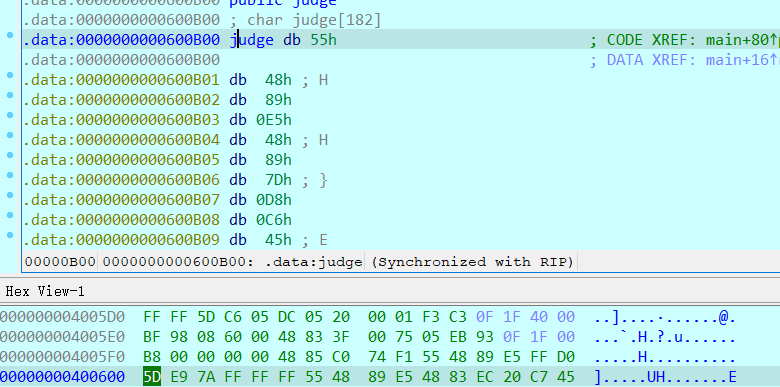 .data:0000000000600B00 public judge
.data:0000000000600B00 ; char judge[182]
.data:0000000000600B00 judge db 55h ; CODE XREF: main+80↑p
.data:0000000000600B00 ; DATA XREF: main+16↑
.data:0000000000600B01 db 48h ; H
.data:0000000000600B02 db 89h
.data:0000000000600B03 db 0E5h
.data:0000000000600B04 db 48h ; H
.data:0000000000600B05 db 89h
.data:0000000000600B06 db 7Dh ; }
.data:0000000000600B07 db 0D8h
.data:0000000000600B08 db 0C6h
.data:0000000000600B09 db 45h ; E
00000B00 0000000000600B00: .data:judge (Synchronized with RIP)
Hex View-1
00000000004005D0 FF FF 5D C6 05 DC 05 20 00 01 F3 C3 0F 1F 40 00 ..]....·......@.
00000000004005E0 BF 98 08 60 00 48 83 3F 00 75 05 EB 93 0F 1F 00 ...`.H.?.u......
00000000004005F0 B8 00 00 00 00 48 85 C0 74 F1 55 48 89 E5 FF D0 .....H..........
0000000000400600 5D E9 7A FF FF FF 55 48 89 E5 48 83 EC 20 C7 45 ].....UH.......E